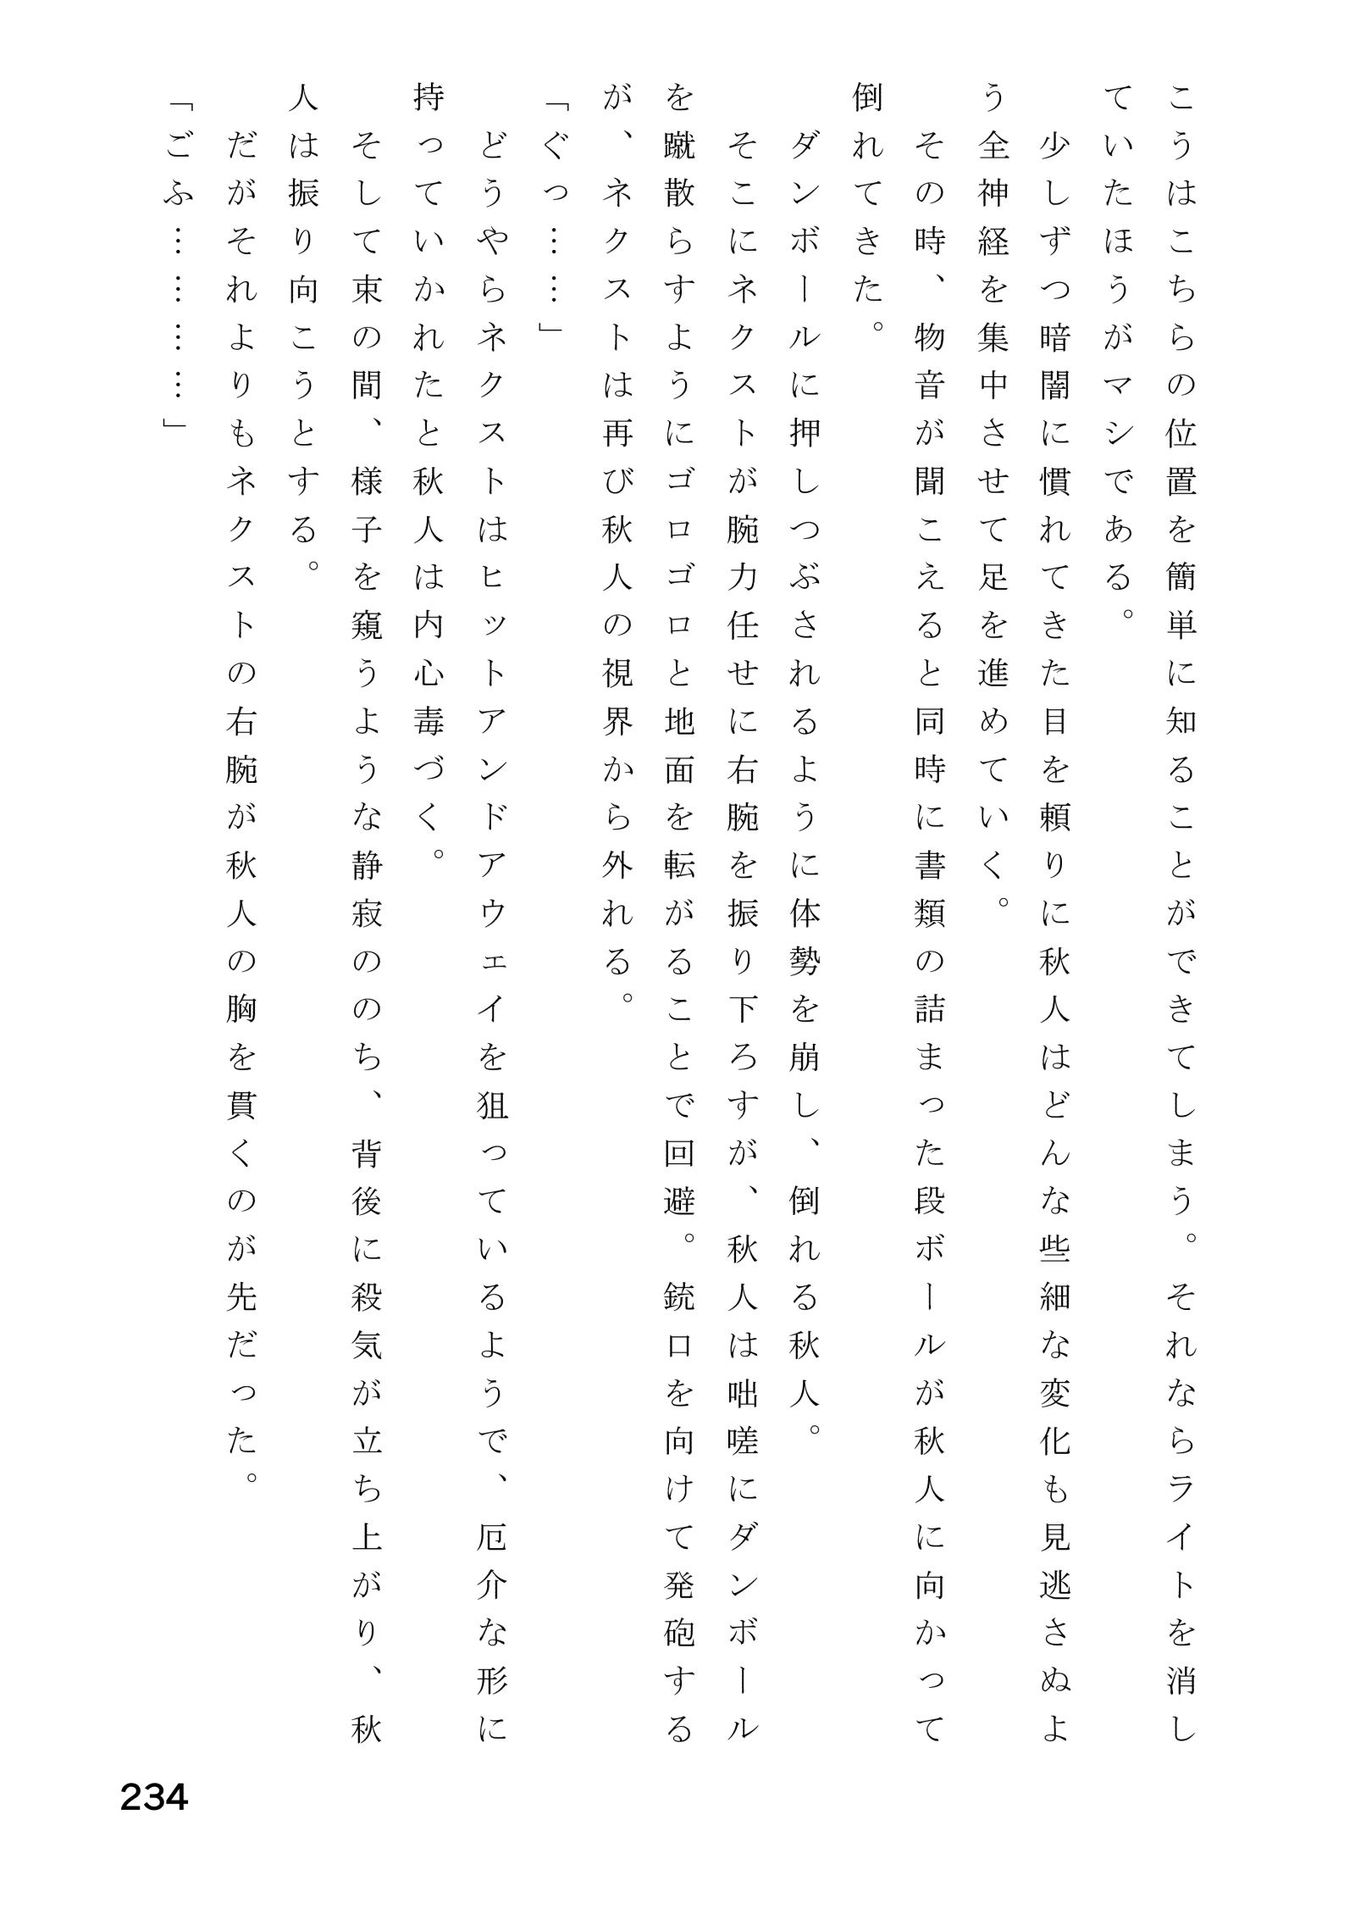 こうはこちらの位置を簡単に知ることができてしまう。それならライトを消し
ていたほうがマシである。
　少しずつ暗闇に慣れてきた目を頼りに秋人はどんな些細な変化も見逃さぬよ
う全神経を集中させて足を進めていく。
　その時、物音が聞こえると同時に書類の詰まった段ボールが秋人に向かって
倒れてきた。
　ダンボールに押しつぶされるように体勢を崩し、倒れる秋人。
　そこにネクストが腕力任せに右腕を振り下ろすが、秋人は咄嗟にダンボール
を蹴散らすようにゴロゴロと地面を転がることで回避。銃口を向けて発砲する
が、ネクストは再び秋人の視界から外れる。
「ぐっ……」
　どうやらネクストはヒットアンドアウェイを狙っているようで、厄介な形に
持っていかれたと秋人は内心毒づく。
　そして束の間、様子を窺うような静寂ののち、背後に殺気が立ち上がり、秋
人は振り向こうとする。
　だがそれよりもネクストの右腕が秋人の胸を貫くのが先だった。
「ごふ…………」
234